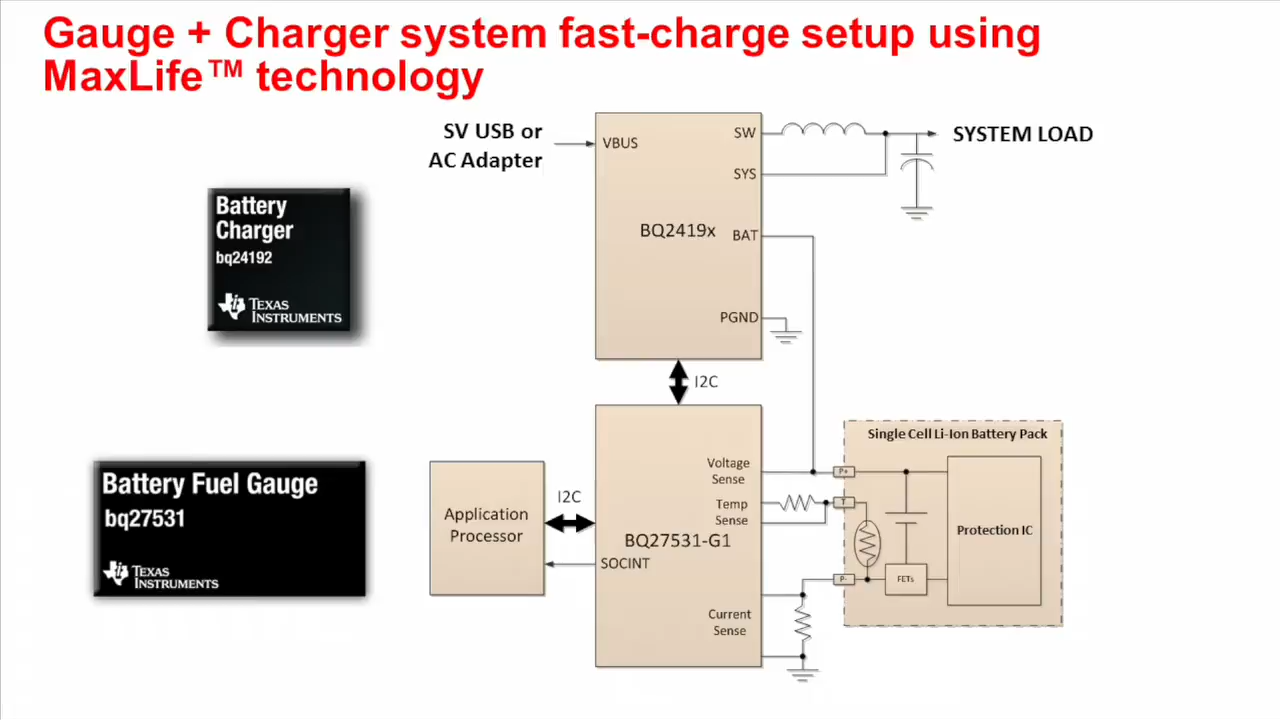 Gauge + Charger system fast-charge setup using
MaxLife™ technology
SV USB or
AC Adapter
VBUS
SW
SYS
BQ2419x
BAT
PGND
SYSTEM LOAD
Battery
Charger
bq24192
TEXAS
INSTRUMENTS
I2C
Battery Fuel Gauge
bq27531
TEXAS
INSTRUMENTS
Application
Processor
I2C
Voltage
Sense
Temp
Sense
BQ27531-G1
SOCINT
Current
Sense
Single Cell Li-Ion Battery Pack
P+
T
P-
FETs
Protection IC